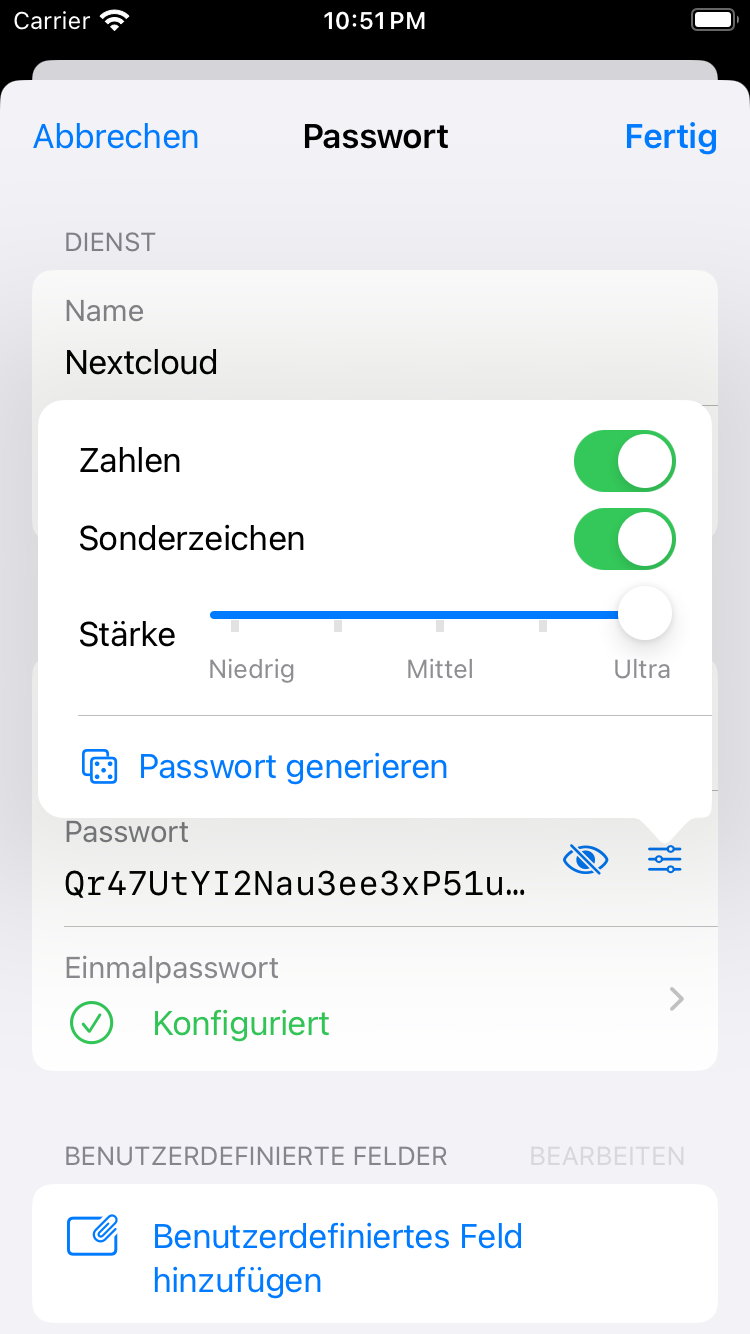 Carrier 10:51 PM
Abbrechen Passwort Fertig
DIENST
Name
Nextcloud
Zahlen
Sonderzeichen
Stärke
Niedrig Mittel Ultra
Passwort generieren
Passwort
Qr47UtYI2Nau3ee3xP51u…
Einmalpasswort
Konfiguriert
BENUTZERDEFINIERTE FELDER BEARBEITEN
Benutzerdefiniertes Feld
hinzufügen